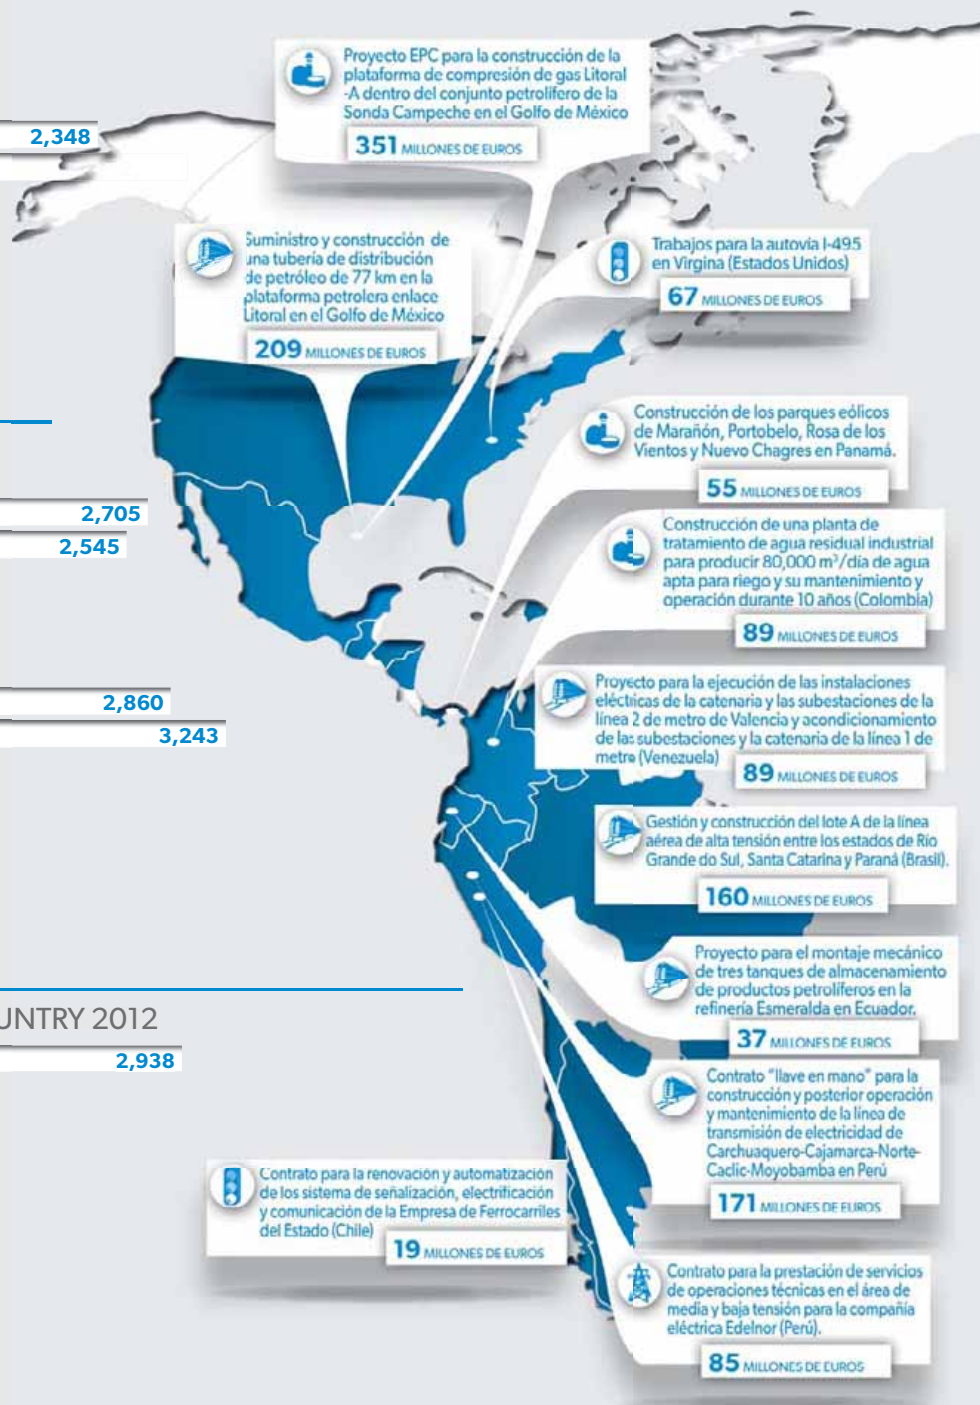 Proyecto EPC para la construcción de la
plataforma de compresión de gas Litoral
-A dentro del conjunto petrolífero de la
Sonda Campeche en el Golfo de México
351 MILLONES DE EUROS
2,348
Suministro y construcción de
una tubería de distribución
de petróleo de 77 km en la
plataforma petrolera enlace
Litoral en el Golfo de México
209 MILLONES DE EUROS
Trabajos para la autovía I-495
en Virgina (Estados Unidos)
67 MILLONES DE EUROS
Construcción de los parques eólicos
de Marañón, Portobelo, Rosa de los
Vientos y Nuevo Chagres en Panamá.
55 MILLONES DE EUROS
2,705
2,545
Construcción de una planta de
tratamiento de agua residual industrial
para producir 80,000 m³/día de agua
apta para riego y su mantenimiento y
operación durante 10 años (Colombia)
89 MILLONES DE EUROS
2,860
3,243
Proyecto para la ejecución de las instalaciones
eléctricas de la catenaria y las subestaciones de la
línea 2 de metro de Valencia y acondicionamiento
de las subestaciones y la catenaria de la línea 1 de
metro (Venezuela)
89 MILLONES DE EUROS
Gestión y construcción del lote A de la línea
aérea de alta tensión entre los estados de Río
Grande do Sul, Santa Catarina y Paraná (Brasil).
160 MILLONES DE EUROS
Proyecto para el montaje mecánico
de tres tanques de almacenamiento
de productos petrolíferos en la
refinería Esmeralda en Ecuador.
37 MILLONES DE EUROS
UNTRY 2012
2,938
Contrato "llave en mano" para la
construcción y posterior operación
y mantenimiento de la línea de
transmisión de electricidad de
Carchuaquero-Cajamarca-Norte-
Caclic-Moyobamba en Perú
171 MILLONES DE EUROS
Contrato para la renovación y automatización
de los sistema de señalización, electrificación
y comunicación de la Empresa de Ferrocarriles
del Estado (Chile)
19 MILLONES DE EUROS
Contrato para la prestación de servicios
de operaciones técnicas en el área de
media y baja tensión para la compañía
eléctrica Edelnor (Perú).
85 MILLONES DE EUROS